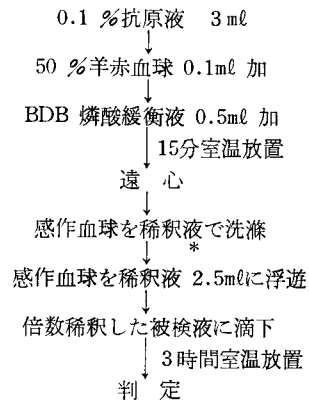 0.1 %抗原液 3mℓ
↓
50 %羊赤血球 0.1mℓ 加
↓
BDB 燐酸緩衡液 0.5mℓ 加
↓ 15分室温放置
遠 心
↓
感作血球を稀釈液で洗滌
↓ *
感作血球を稀釈液 2.5mℓに浮遊
↓
倍数稀釈した被検液に滴下
↓ 3時間室温放置
判 定